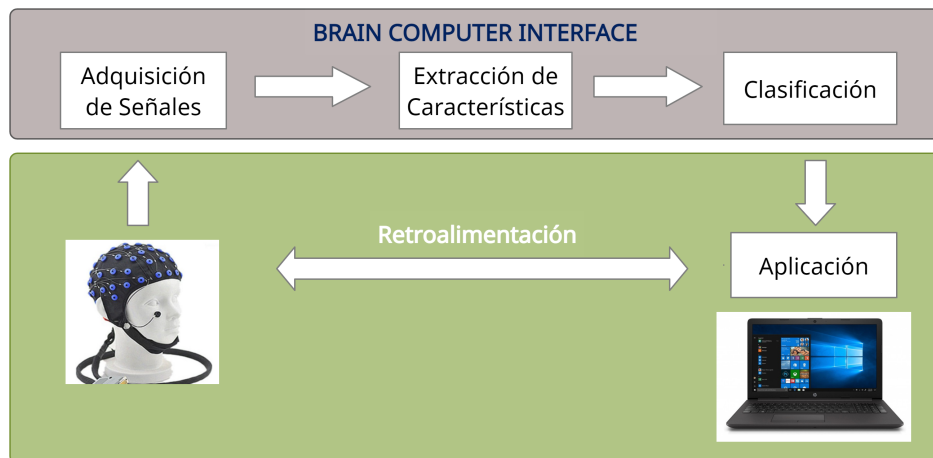 BRAIN COMPUTER INTERFACE
Adquisición
de Señales
Extracción de
Características
Clasificación
Retroalimentación
Aplicación